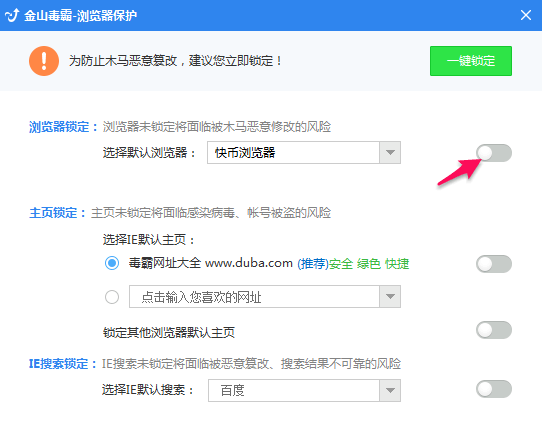 金山毒霸-浏览器保护
为防止木马恶意篡改，建议您立即锁定！
一键锁定
浏览器锁定：浏览器未锁定将面临被木马恶意修改的风险
选择默认浏览器：
快币浏览器
主页锁定：主页未锁定将面临感染病毒、帐号被盗的风险
选择IE默认主页：
毒霸网址大全 www.duba.com (推荐)安全 绿色 快捷
点击输入您喜欢的网址
锁定其他浏览器默认主页
IE搜索锁定：IE搜索未锁定将面临被恶意篡改、搜索结果不可靠的风险
选择IE默认搜索：
百度